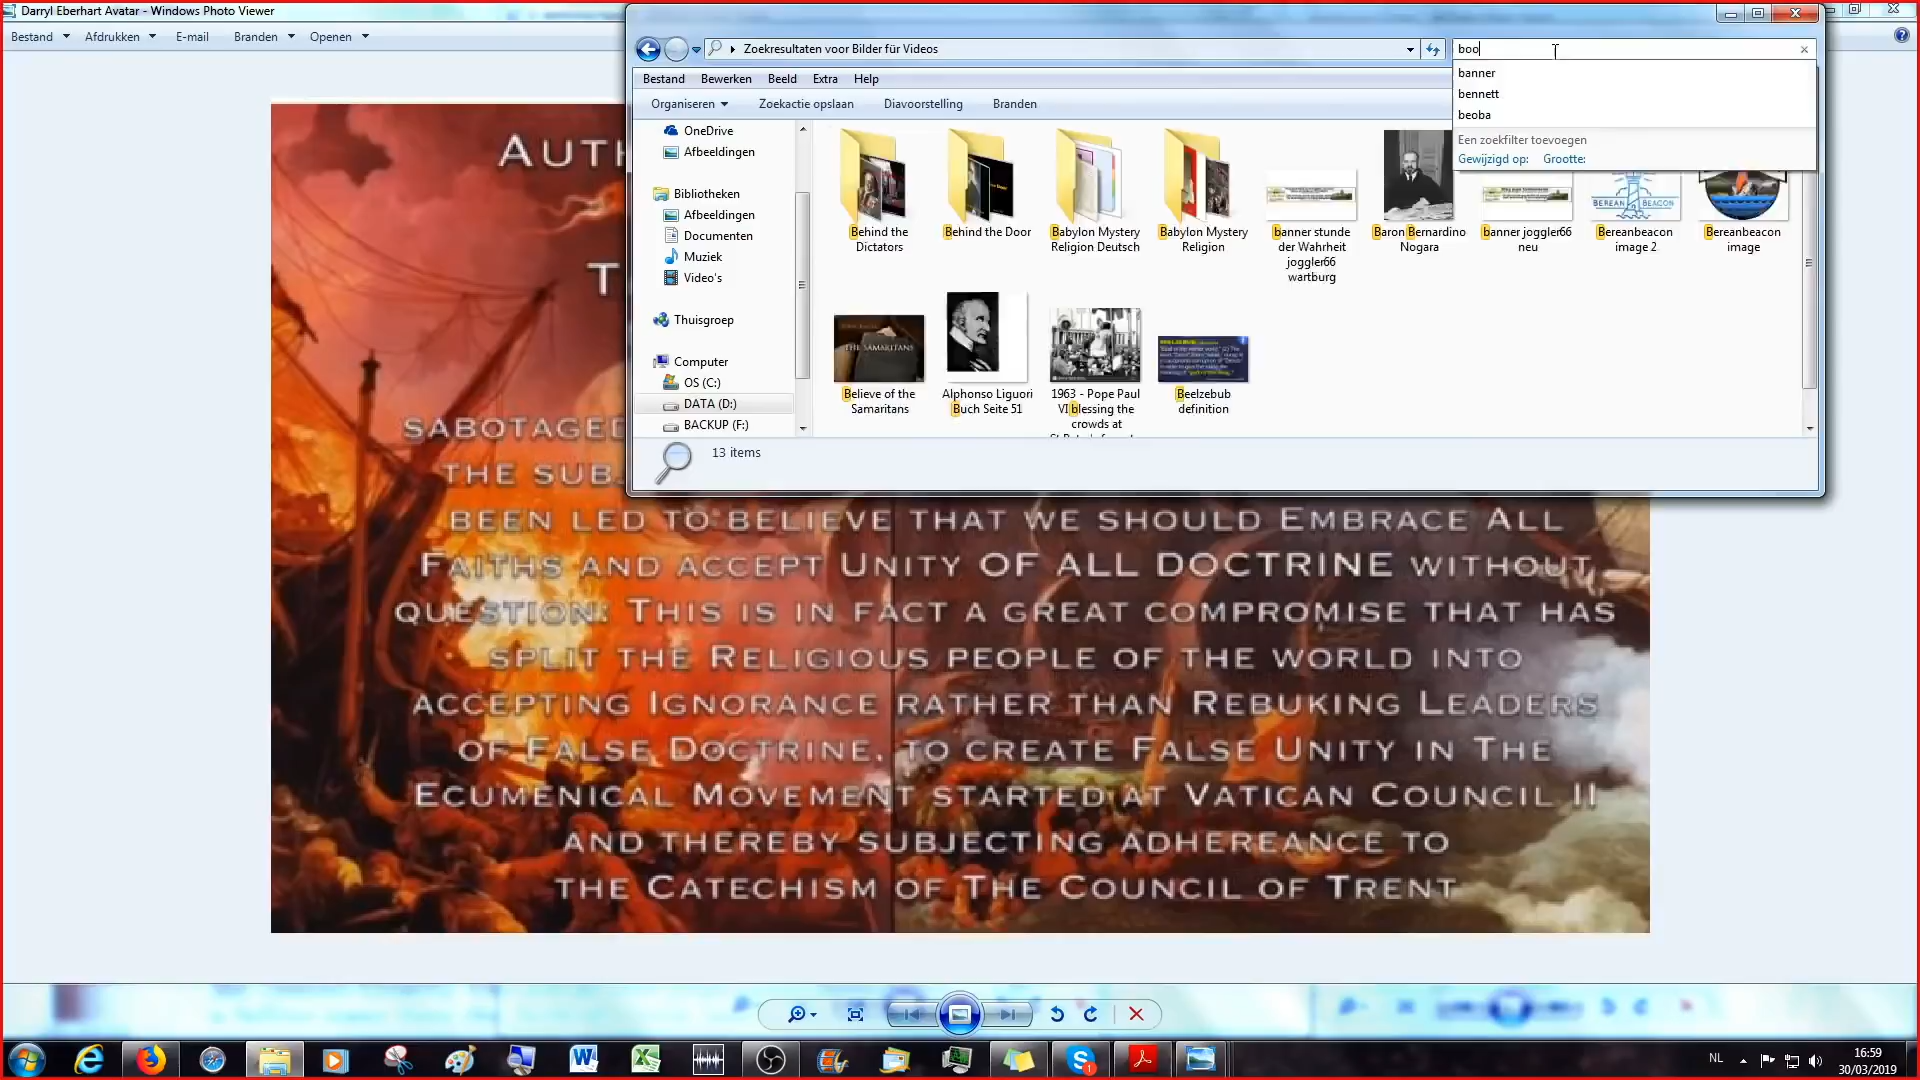 Darryl Eberhart Avatar - Windows Photo Viewer
Bestand Afdrukken E-mail Branden Openen
Zoekresultaten voor Bilder für Videos
boo
banner
bennett
beoba
Een zoekfilter toevoegen
Gewijzigd op: Grootte:
Bestand Bewerken Beeld Extra Help
Organiseren Zoekactie opslaan Diavoorstelling Branden
OneDrive
Afbeeldingen
Bibliotheken
Afbeeldingen
Documenten
Muziek
Video's
Thuisgroep
Computer
OS (C:)
DATA (D:)
BACKUP (F:)
Behind the
Dictators
Behind the Door
Babylon Mystery
Religion Deutsch
Babylon Mystery
Religion
banner stunde
der Wahrheit
joggler66
wartburg
Baron Bernardino
Nogara
banner joggler66
neu
BEREAN BEACON
Bereanbeacon
image 2
Bereanbeacon
image
THE SAMARITANS
Believe of the
Samaritans
Alphonso Liguori
Buch Seite 51
1963 - Pope Paul
VI blessing the
crowds at
Beelzebub
definition
13 items
AUTH
T
SABOTAGED
THE SUB
BEEN LED TO BELIEVE THAT WE SHOULD EMBRACE ALL
FAITHS AND ACCEPT UNITY OF ALL DOCTRINE WITHOUT
QUESTION. THIS IS IN FACT A GREAT COMPROMISE THAT HAS
SPLIT THE RELIGIOUS PEOPLE OF THE WORLD INTO
ACCEPTING IGNORANCE RATHER THAN REBUKING LEADERS
OF FALSE DOCTRINE, TO CREATE FALSE UNITY IN THE
ECUMENICAL MOVEMENT STARTED AT VATICAN COUNCIL II
AND THEREBY SUBJECTING ADHEREANCE TO
THE CATECHISM OF THE COUNCIL OF TRENT
NL
16:59
30/03/2019